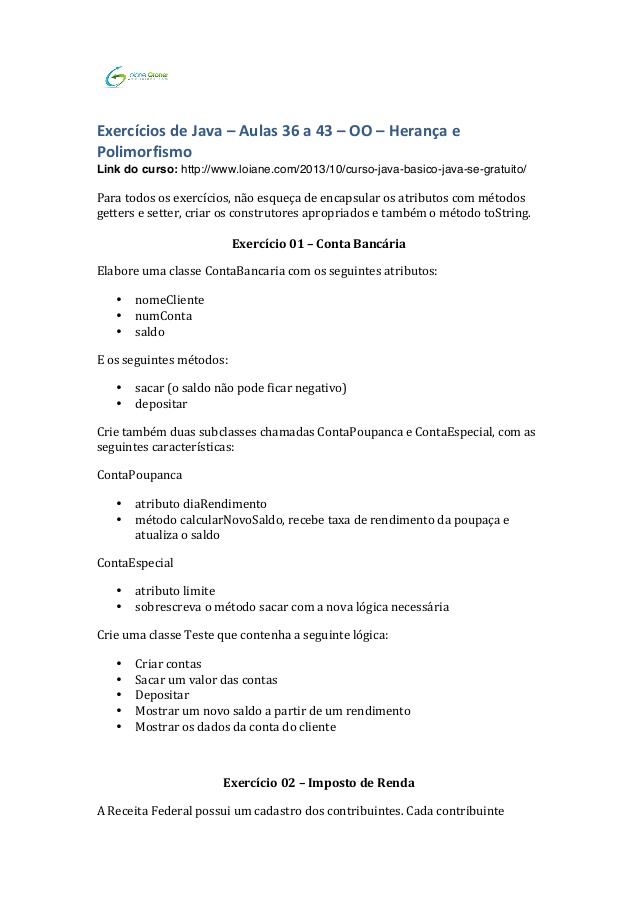 Loiane Groner
Exercícios de Java – Aulas 36 a 43 – OO – Herança e
Polimorfismo
Link do curso: http://www.loiane.com/2013/10/curso-java-basico-java-se-gratuito/
Para todos os exercícios, não esqueça de encapsular os atributos com métodos
getters e setter, criar os construtores apropriados e também o método toString.
Exercício 01 – Conta Bancária
Elabore uma classe ContaBancaria com os seguintes atributos:
• nomeCliente
• numConta
• saldo
E os seguintes métodos:
• sacar (o saldo não pode ficar negativo)
• depositar
Crie também duas subclasses chamadas ContaPoupanca e ContaEspecial, com as
seguintes características:
ContaPoupanca
• atributo diaRendimento
• método calcularNovoSaldo, recebe taxa de rendimento da poupaça e
atualiza o saldo
ContaEspecial
• atributo limite
• sobrescreva o método sacar com a nova lógica necessária
Crie uma classe Teste que contenha a seguinte lógica:
• Criar contas
• Sacar um valor das contas
• Depositar
• Mostrar um novo saldo a partir de um rendimento
• Mostrar os dados da conta do cliente
Exercício 02 – Imposto de Renda
A Receita Federal possui um cadastro dos contribuintes. Cada contribuinte